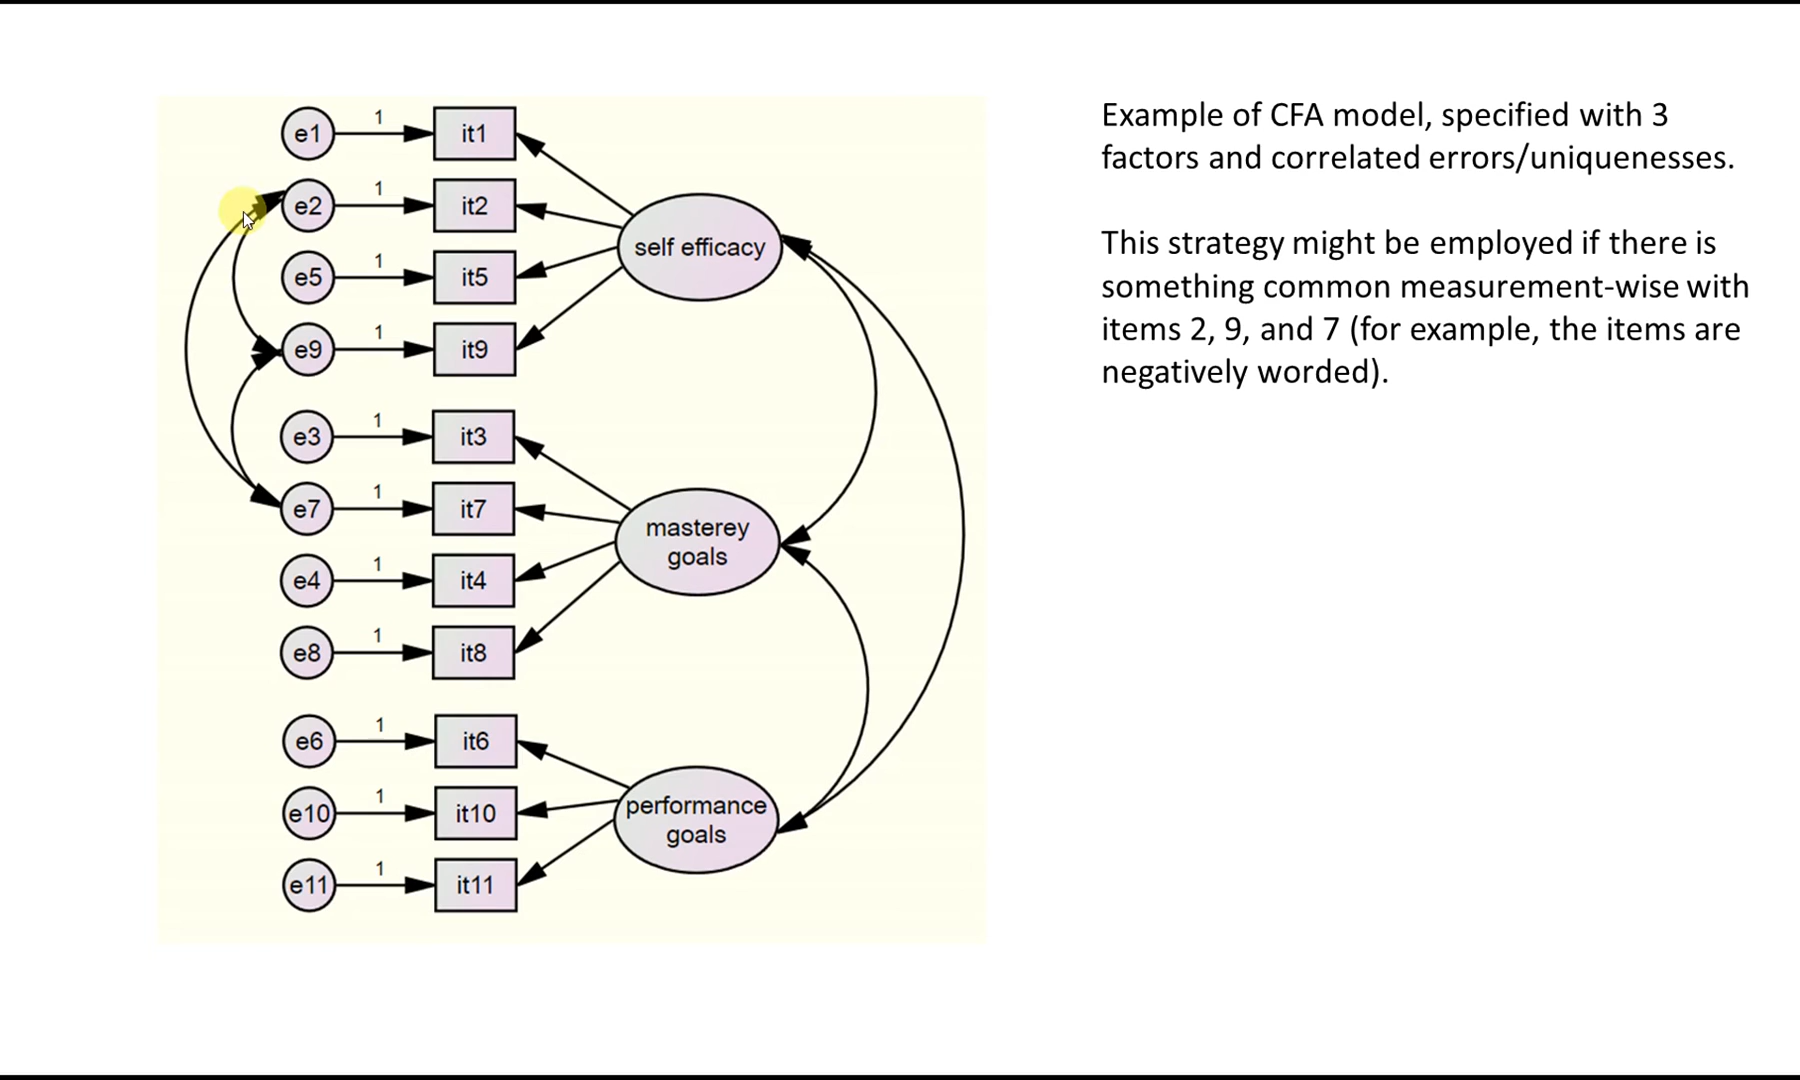 Example of CFA model, specified with 3
factors and correlated errors/uniquenesses.
This strategy might be employed if there is
something common measurement-wise with
items 2, 9, and 7 (for example, the items are
negatively worded).
e1 1 it1
e2 1 it2
e5 1 it5
e9 1 it9
self efficacy
e3 1 it3
e7 1 it7
e4 1 it4
e8 1 it8
masterey
goals
e6 1 it6
e10 1 it10
e11 1 it11
performance
goals